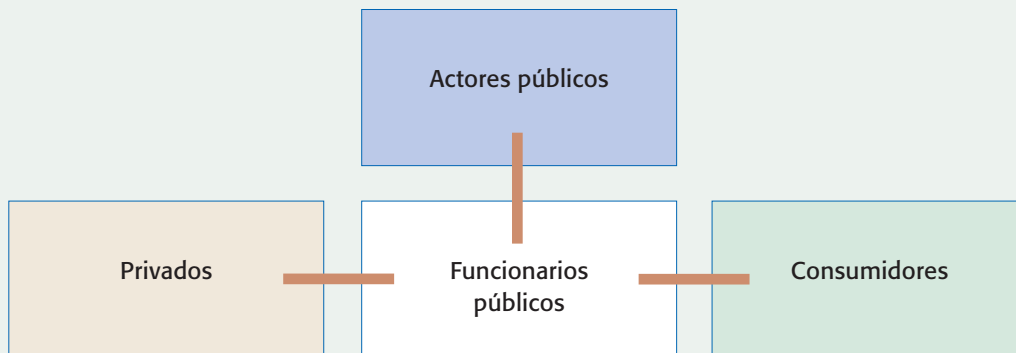 Actores públicos
Privados
Funcionarios
públicos
Consumidores